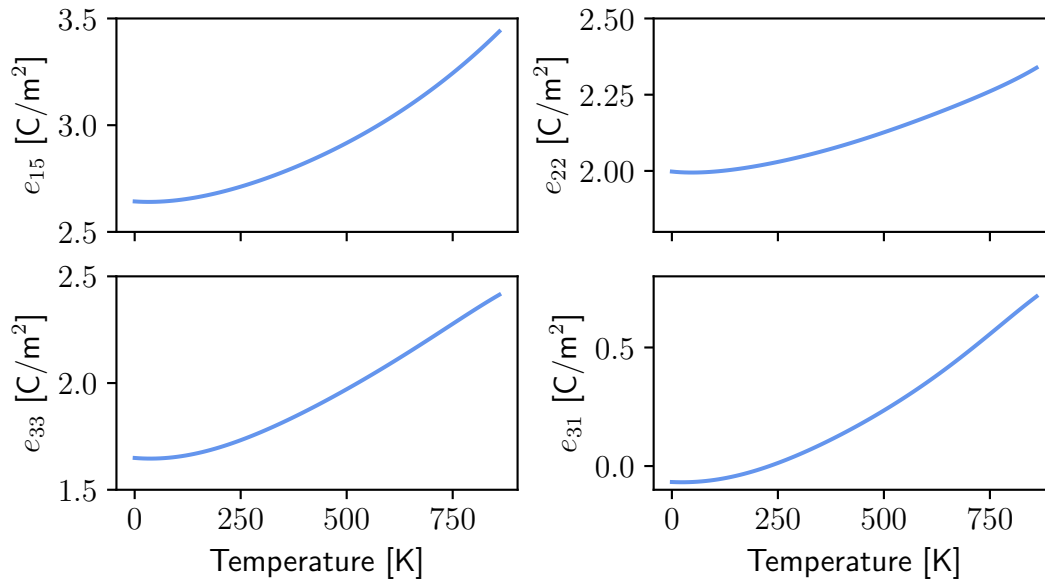 3.5
3.0
2.5
e₁₅ [C/m²]
2.50
2.25
2.00
e₂₂ [C/m²]
2.5
2.0
1.5
e₃₃ [C/m²]
0 250 500 750
Temperature [K]
0.5
0.0
e₃₁ [C/m²]
0 250 500 750
Temperature [K]